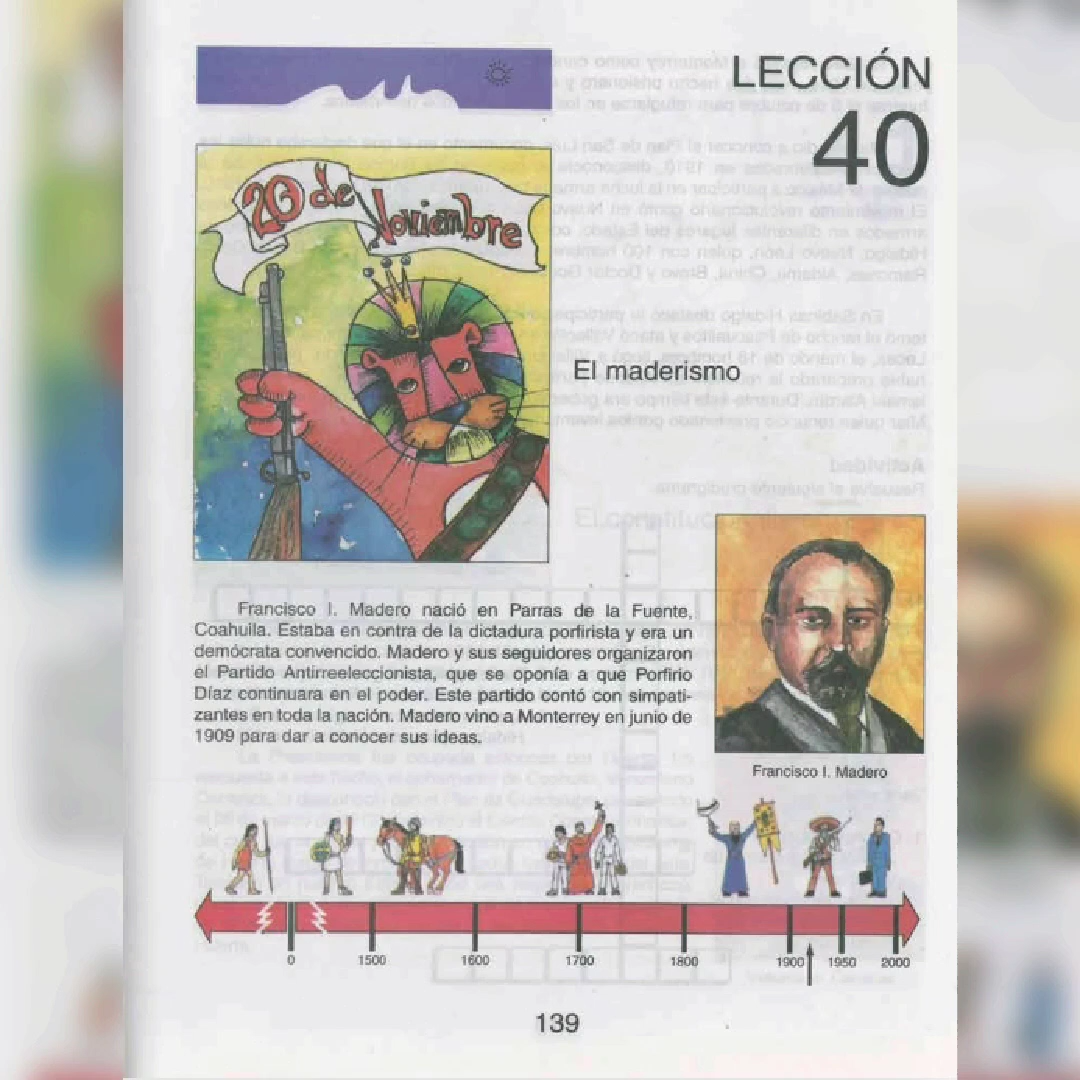 LECCIÓN
40
20 de
Noviembre
El maderismo
Francisco I. Madero nació en Parras de la Fuente,
Coahuila. Estaba en contra de la dictadura porfirista y era un
demócrata convencido. Madero y sus seguidores organizaron
el Partido Antirreeleccionista, que se oponía a que Porfirio
Díaz continuara en el poder. Este partido contó con simpati-
zantes en toda la nación. Madero vino a Monterrey en junio de
1909 para dar a conocer sus ideas.
Francisco I. Madero
0 1500 1600 1700 1800 1900 1950 2000
139